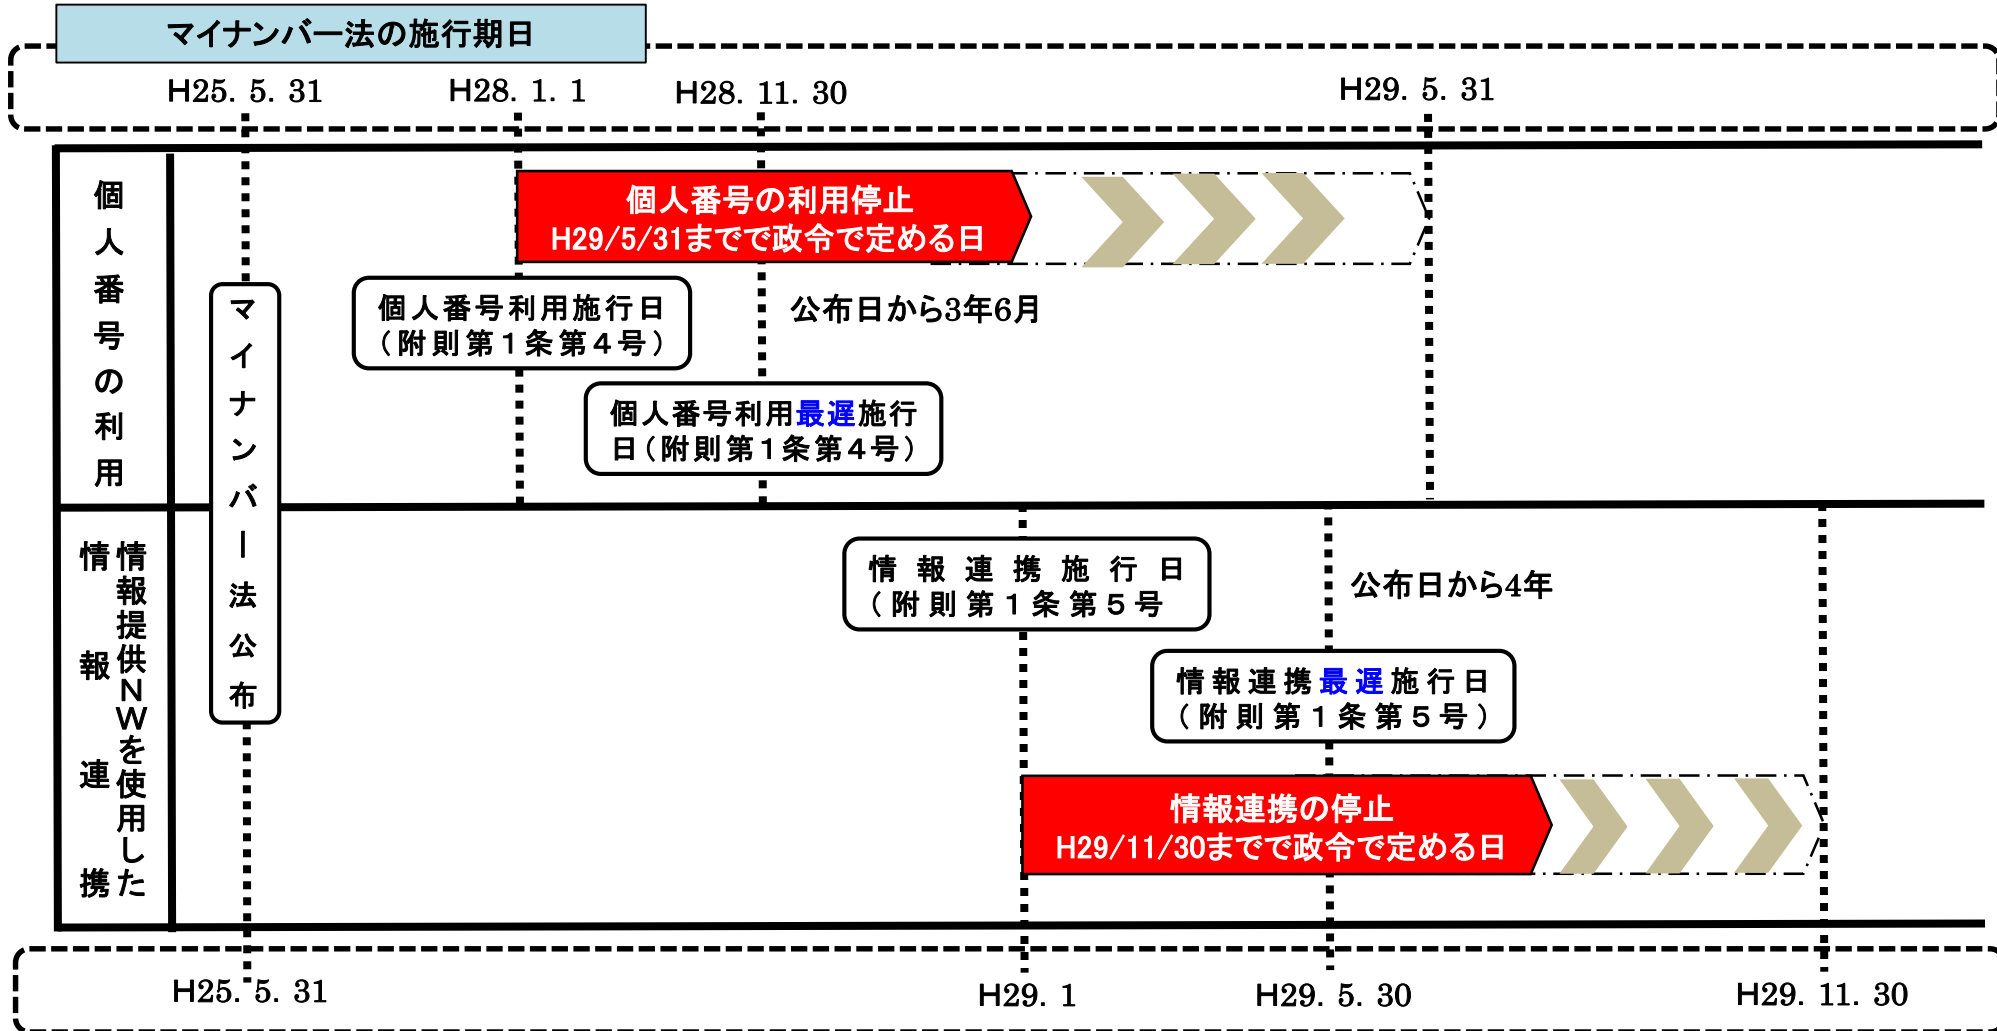 マイナンバー法の施行期日
H25. 5. 31
H28. 1. 1
H28. 11. 30
H29. 5. 31
個人番号の利用
個人番号の利用停止
H29/5/31までで政令で定める日
個人番号利用施行日
（附則第１条第４号）
公布日から3年6月
個人番号利用最遅施行
日（附則第１条第４号）
マイナンバー法公布
情報提供ＮＷを使用した
情報連携
情報連携施行日
（附則第１条第５号
公布日から4年
情報連携最遅施行日
（附則第１条第５号）
情報連携の停止
H29/11/30までで政令で定める日
H25. 5. 31
H29. 1
H29. 5. 30
H29. 11. 30